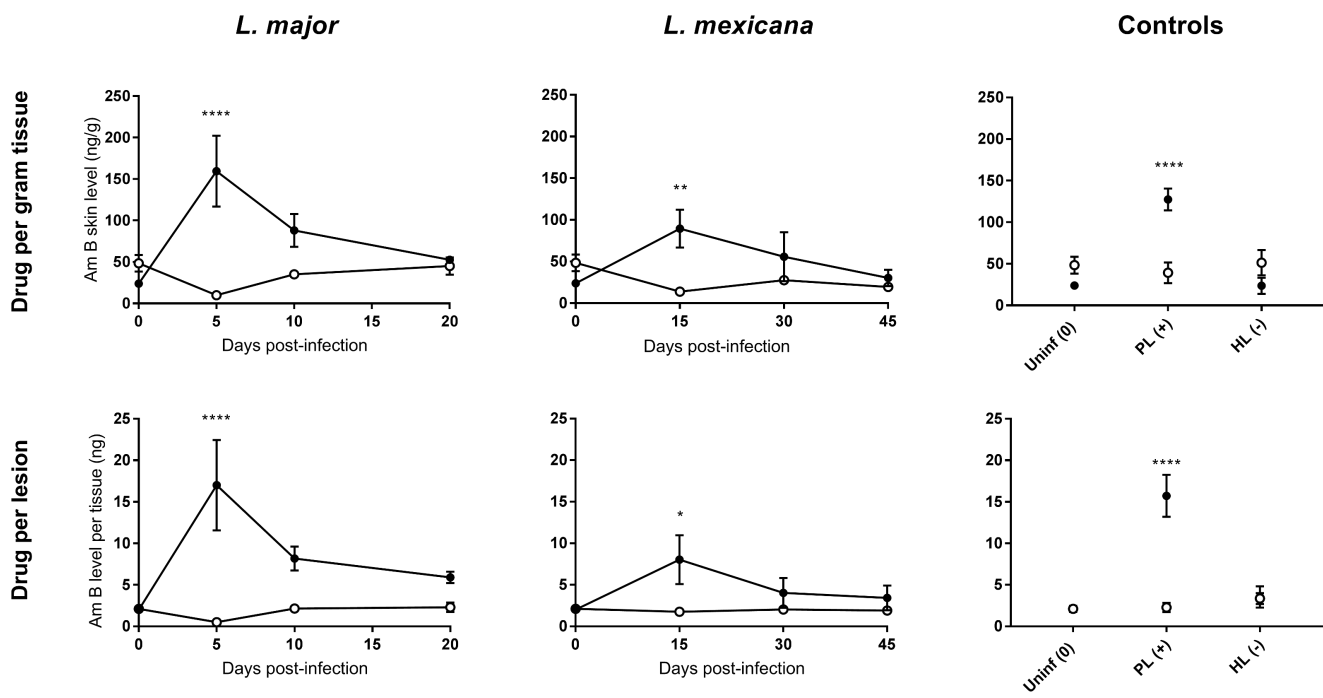 L. major
L. mexicana
Controls
Drug per gram tissue
Am B skin level (ng/g)
250
200
150
100
50
0
****
0 5 10 15 20
Days post-infection
250
200
150
100
50
0
**
0 15 30 45
Days post-infection
250
200
150
100
50
0
****
Uninf (0)
PL (+)
HL (-)
Drug per lesion
Am B level per tissue (ng)
25
20
15
10
5
0
****
0 5 10 15 20
Days post-infection
25
20
15
10
5
0
*
0 15 30 45
Days post-infection
25
20
15
10
5
0
****
Uninf (0)
PL (+)
HL (-)